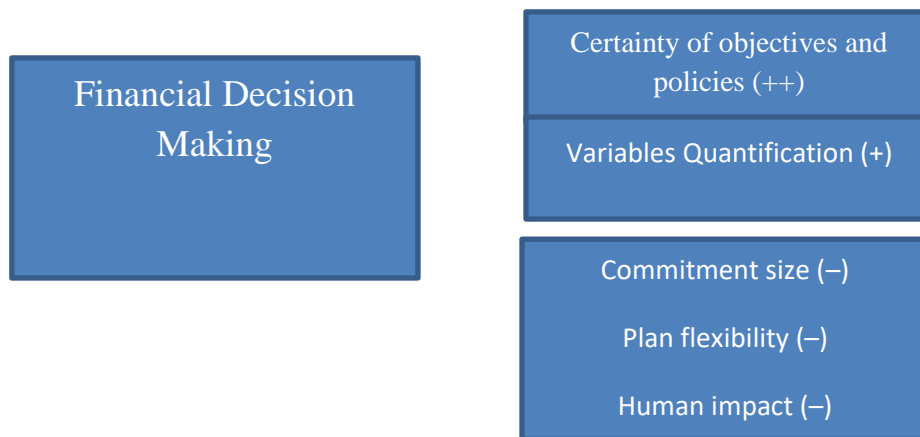 Financial Decision
Making
Certainty of objectives and
policies (++)
Variables Quantification (+)
Commitment size (–)
Plan flexibility (–)
Human impact (–)